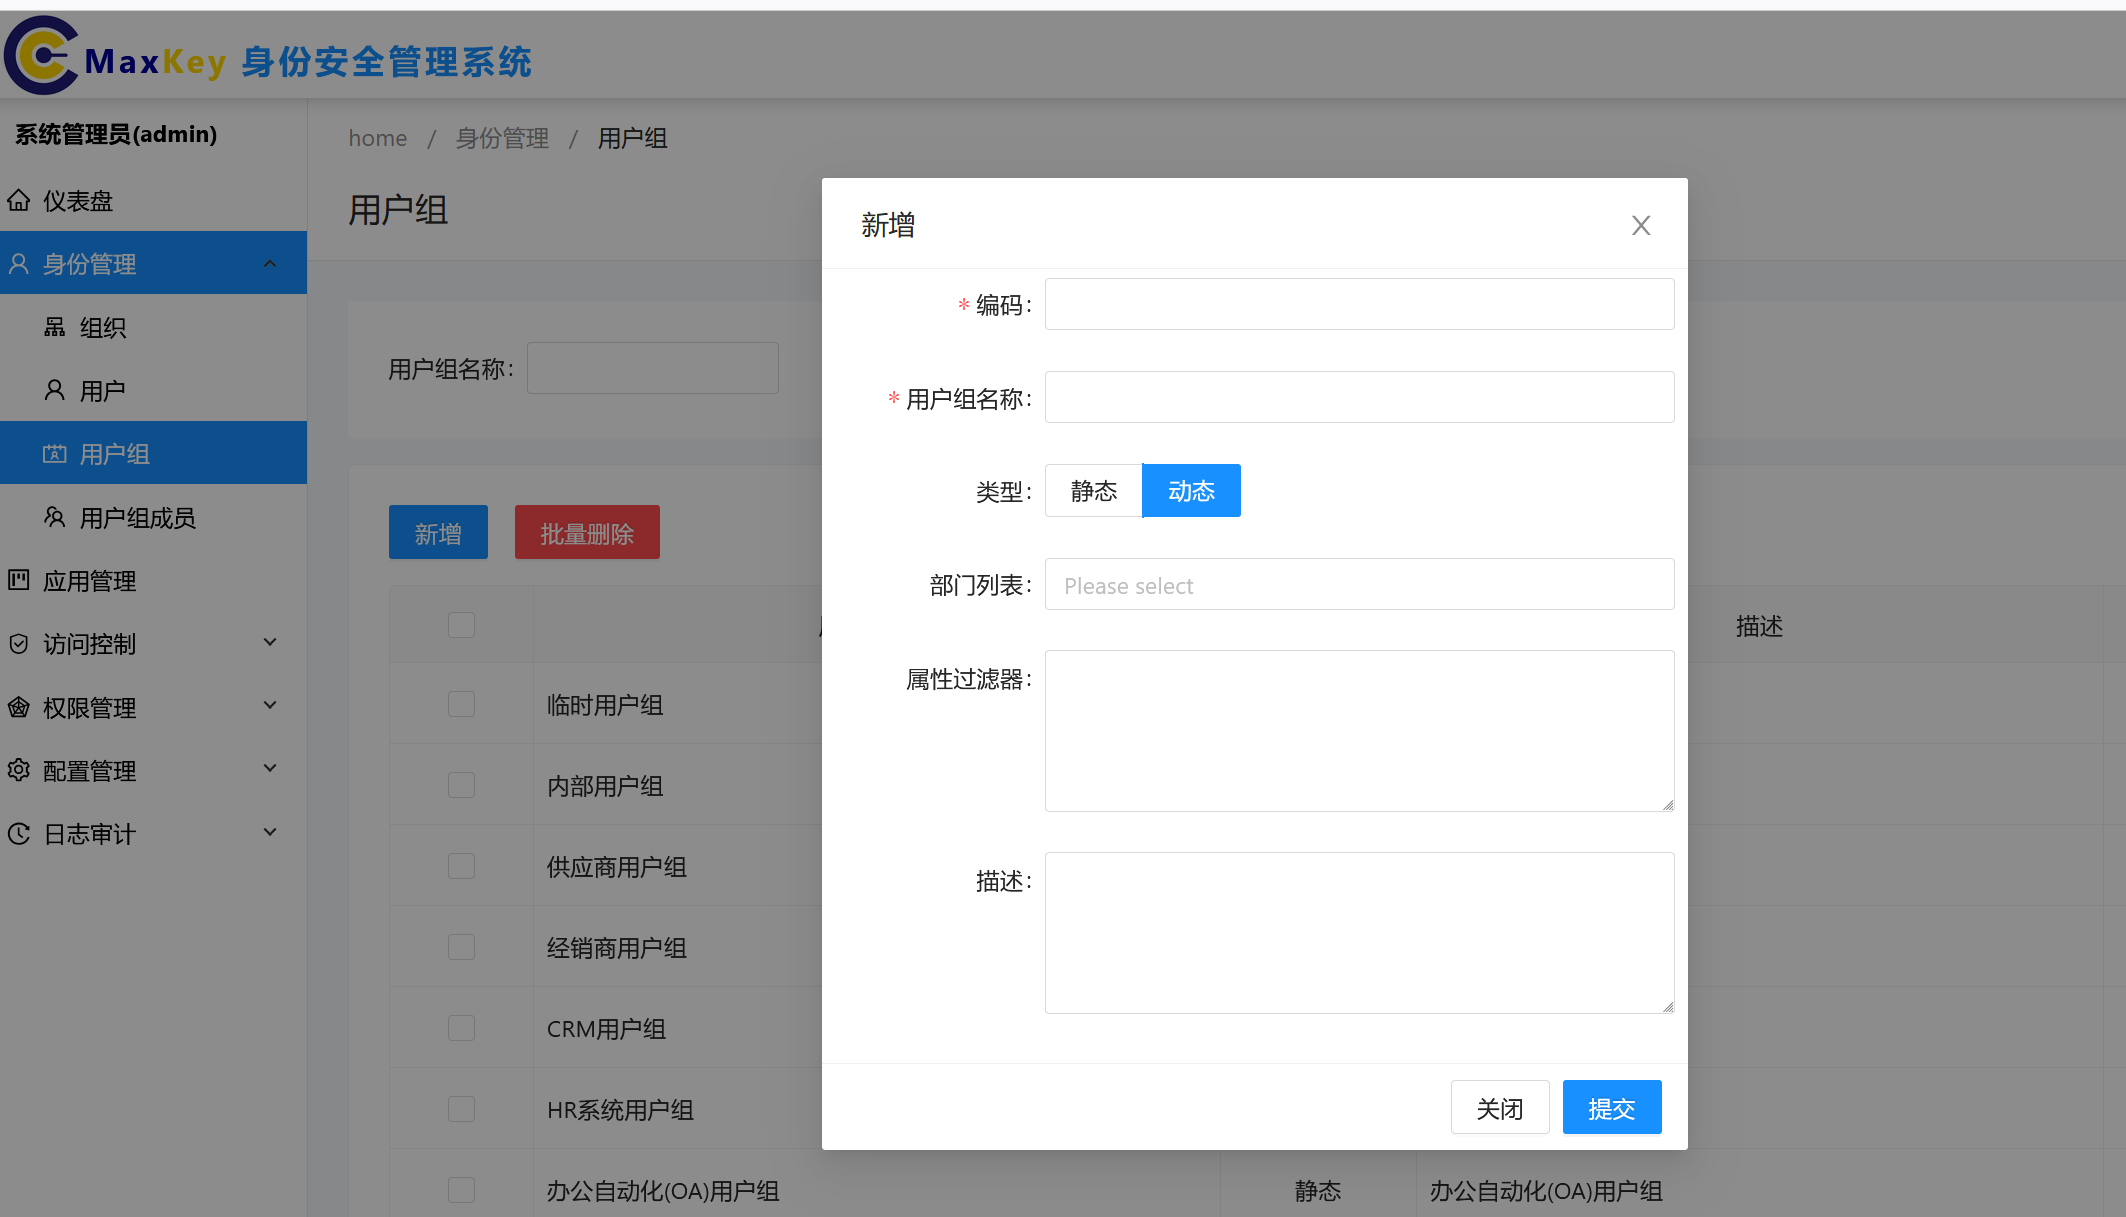 MaxKey 身份安全管理系统
系统管理员(admin)
仪表盘
身份管理
组织
用户
用户组
用户组成员
应用管理
访问控制
权限管理
配置管理
日志审计
home / 身份管理 / 用户组
用户组
用户组名称:
新增
批量删除
描述
临时用户组
内部用户组
供应商用户组
经销商用户组
CRM用户组
HR系统用户组
办公自动化(OA)用户组 静态 办公自动化(OA)用户组
新增
* 编码:
* 用户组名称:
类型: 静态 动态
部门列表: Please select
属性过滤器:
描述:
关闭 提交